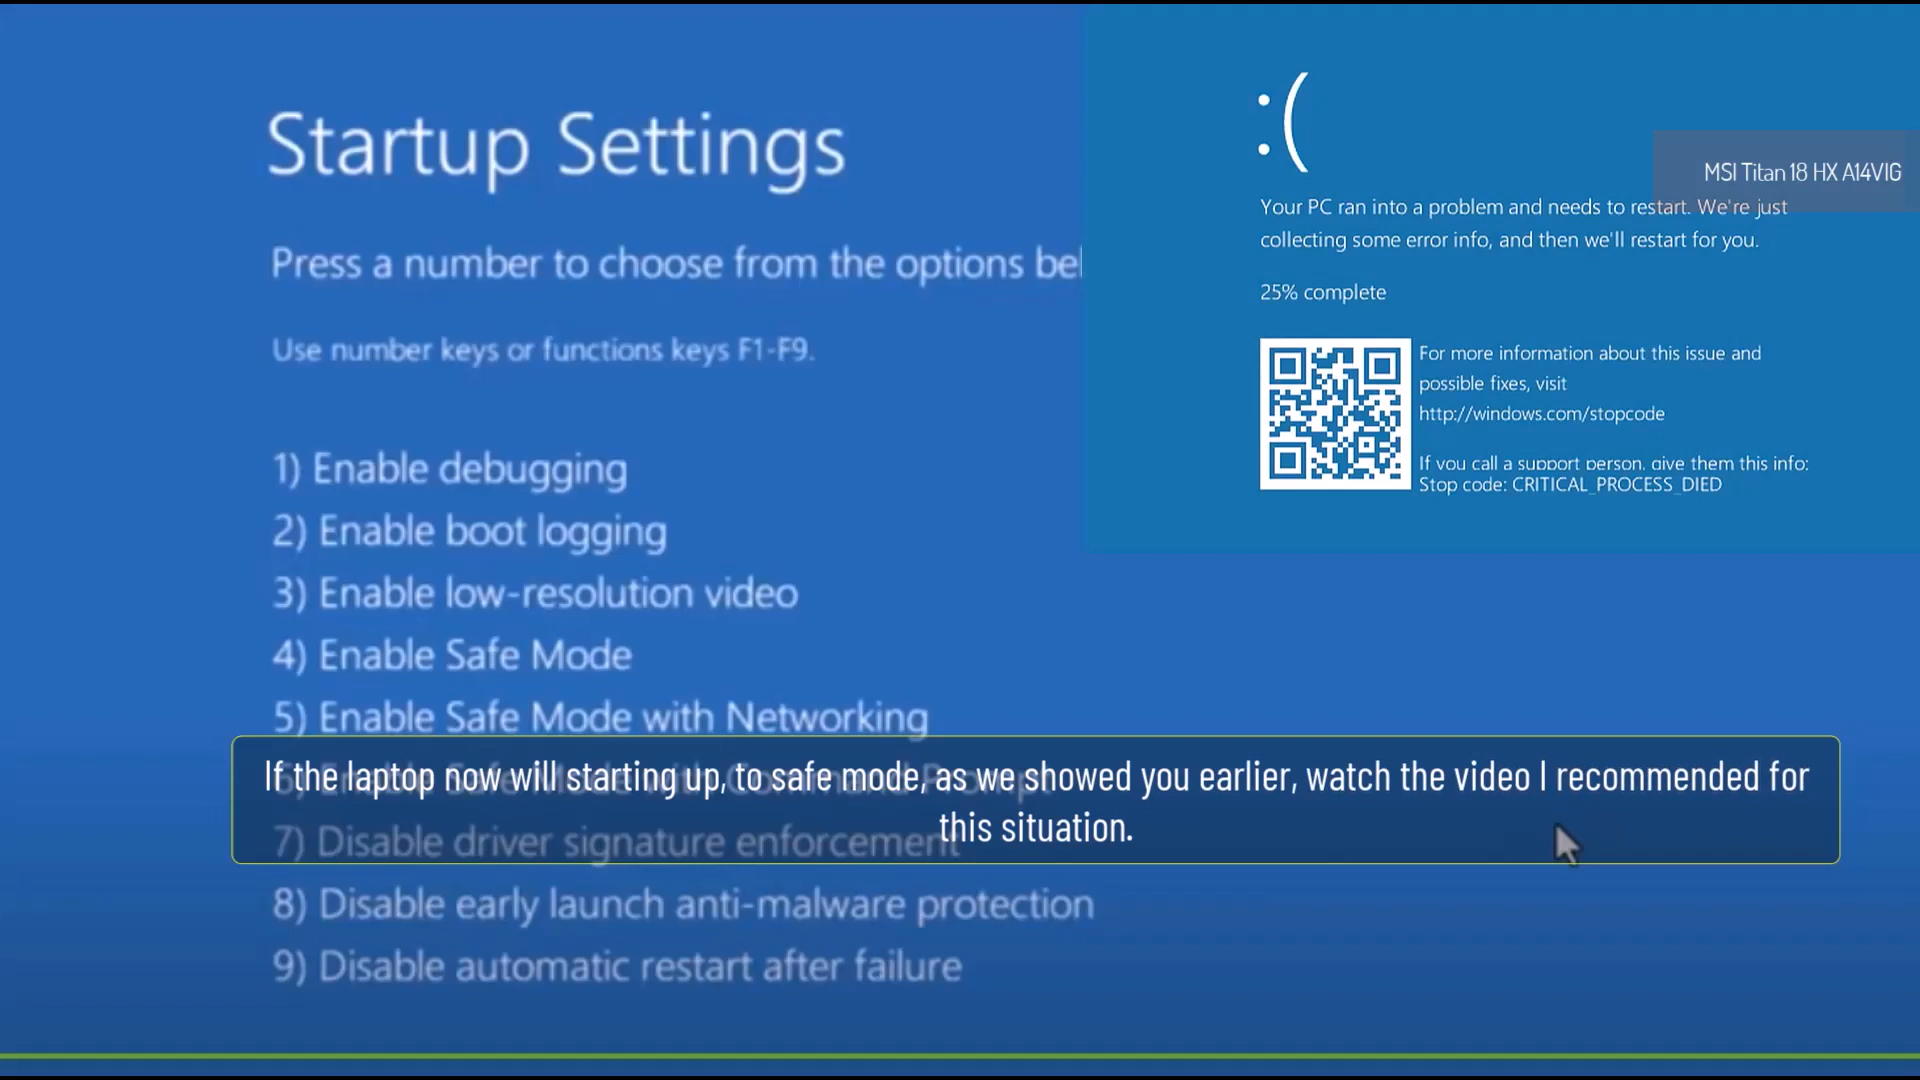 Startup Settings
Press a number to choose from the options bel
Use number keys or functions keys F1-F9.
1) Enable debugging
2) Enable boot logging
3) Enable low-resolution video
4) Enable Safe Mode
5) Enable Safe Mode with Networking
6) Enable Safe Mode with Command Prompt
7) Disable driver signature enforcement
8) Disable early launch anti-malware protection
9) Disable automatic restart after failure
:(
MSI Titan 18 HX A14VIG
Your PC ran into a problem and needs to restart. We're just
collecting some error info, and then we'll restart for you.
25% complete
For more information about this issue and
possible fixes, visit
http://windows.com/stopcode
If you call a support person, give them this info:
Stop code: CRITICAL_PROCESS_DIED
If the laptop now will starting up, to safe mode, as we showed you earlier, watch the video I recommended for
this situation.